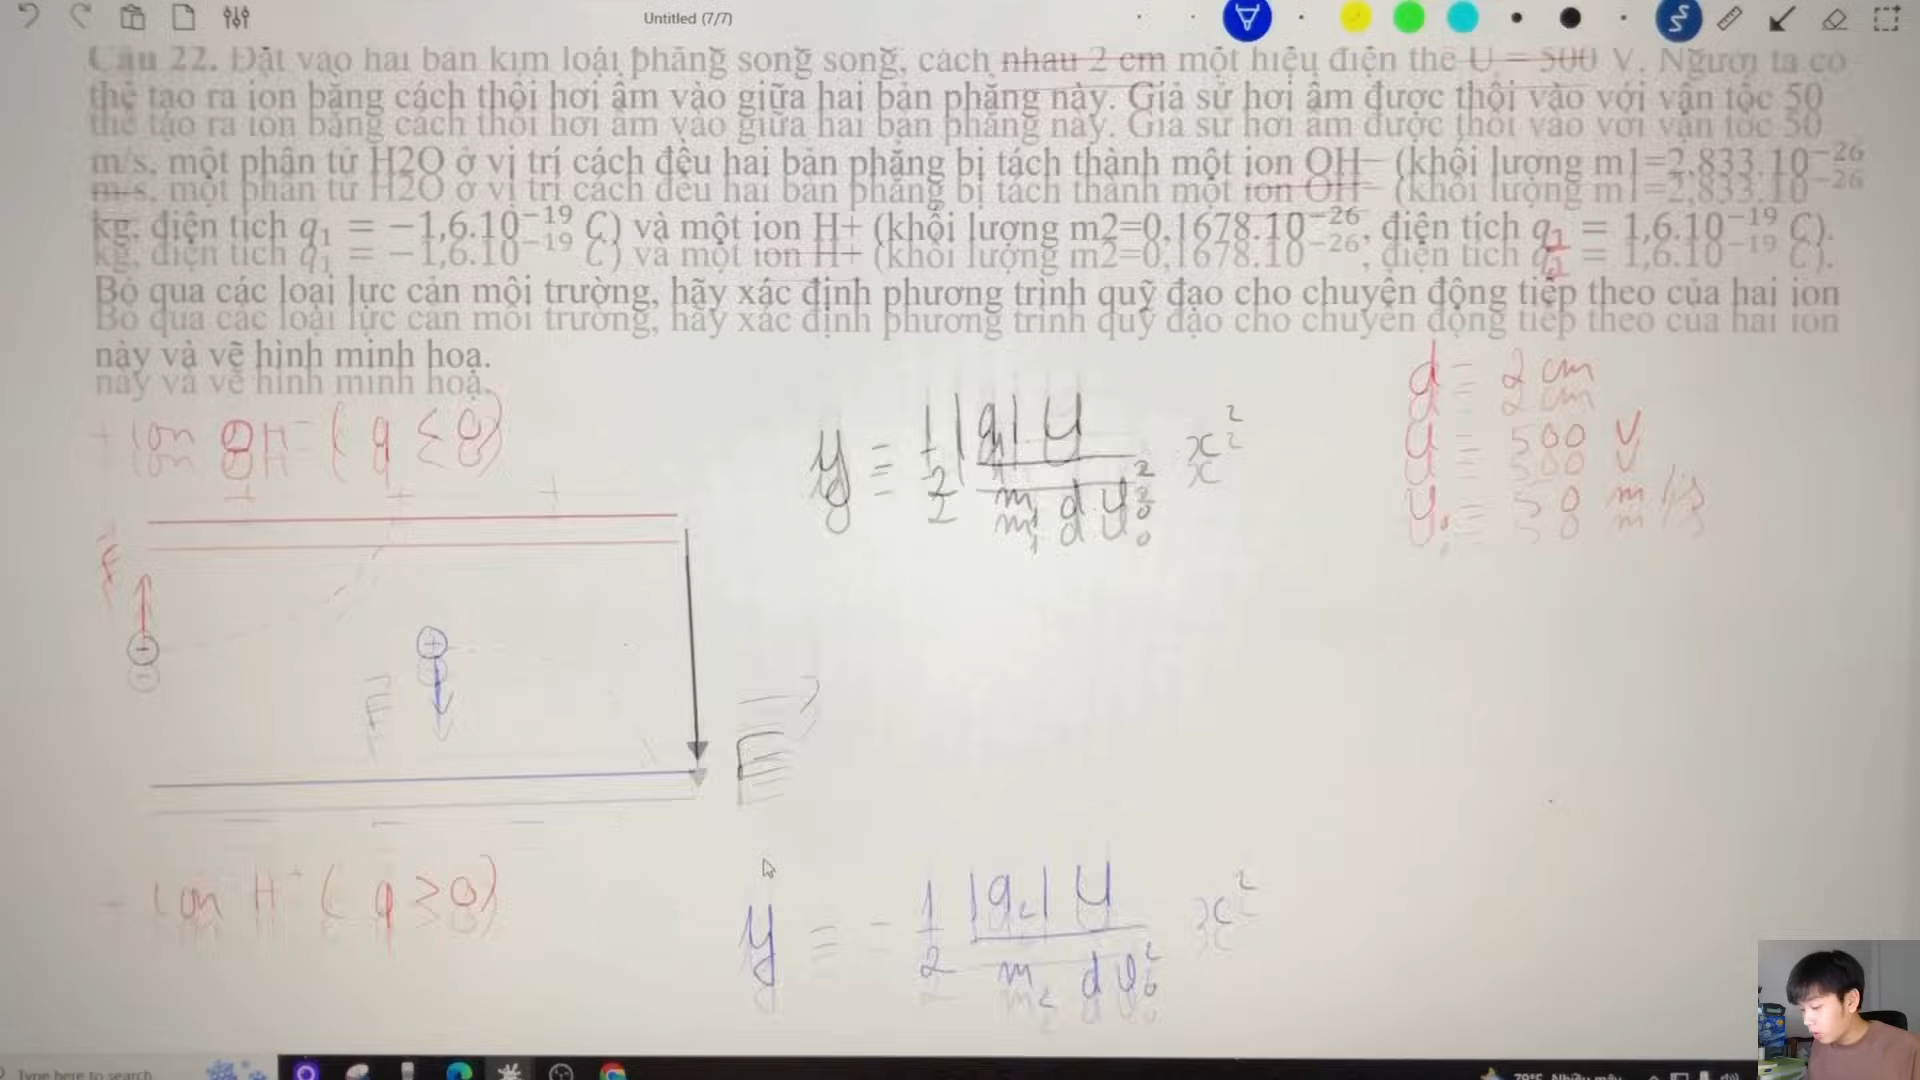 Untitled (7/7)
Câu 22. Đặt vào hai bản kim loại phẳng song song, cách nhau 2 cm một hiệu điện thế U = 500 V. Người ta có
thể tạo ra ion bằng cách thổi hơi ẩm vào giữa hai bản phẳng này. Giả sử hơi ẩm được thổi vào với vận tốc 50
m/s, một phân tử H2O ở vị trí cách đều hai bản phẳng bị tách thành một ion OH− (khối lượng m1=2,833.10⁻²⁶
kg, điện tích q₁ = −1,6.10⁻¹⁹ C) và một ion H+ (khối lượng m2=0,1678.10⁻²⁶, điện tích q₂ = 1,6.10⁻¹⁹ C).
Bỏ qua các loại lực cản môi trường, hãy xác định phương trình quỹ đạo cho chuyển động tiếp theo của hai ion
này và vẽ hình minh hoạ.
d = 2 cm
U = 500 V
v₀ = 50 m/s
+ Ion OH⁻ (q < 0)
y = 1/2 |q₁| U / m₁ d v₀² x²
+ + +
F
F
E
- Ion H⁺ (q > 0)
y = - 1/2 |q₂| U / m₂ d v₀² x²
Type here to search
79°F